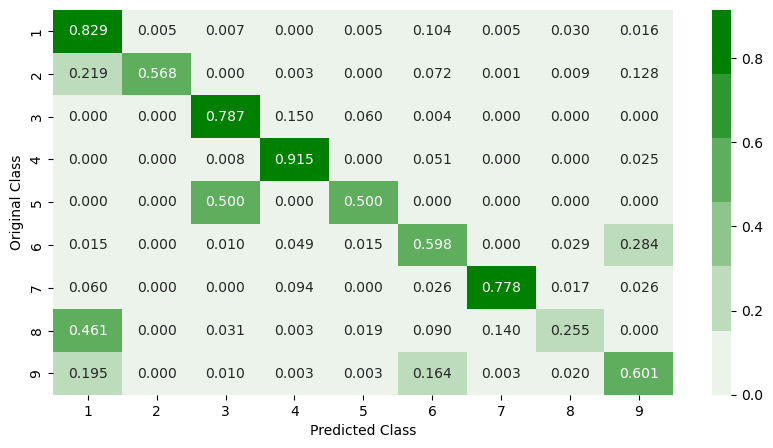 1 0.829 0.005 0.007 0.000 0.005 0.104 0.005 0.030 0.016
2 0.219 0.568 0.000 0.003 0.000 0.072 0.001 0.009 0.128
3 0.000 0.000 0.787 0.150 0.060 0.004 0.000 0.000 0.000
4 0.000 0.000 0.008 0.915 0.000 0.051 0.000 0.000 0.025
5 0.000 0.000 0.500 0.000 0.500 0.000 0.000 0.000 0.000
6 0.015 0.000 0.010 0.049 0.015 0.598 0.000 0.029 0.284
7 0.060 0.000 0.000 0.094 0.000 0.026 0.778 0.017 0.026
8 0.461 0.000 0.031 0.003 0.019 0.090 0.140 0.255 0.000
9 0.195 0.000 0.010 0.003 0.003 0.164 0.003 0.020 0.601
1 2 3 4 5 6 7 8 9
Predicted Class
Original Class
0.8
0.6
0.4
0.2
0.0